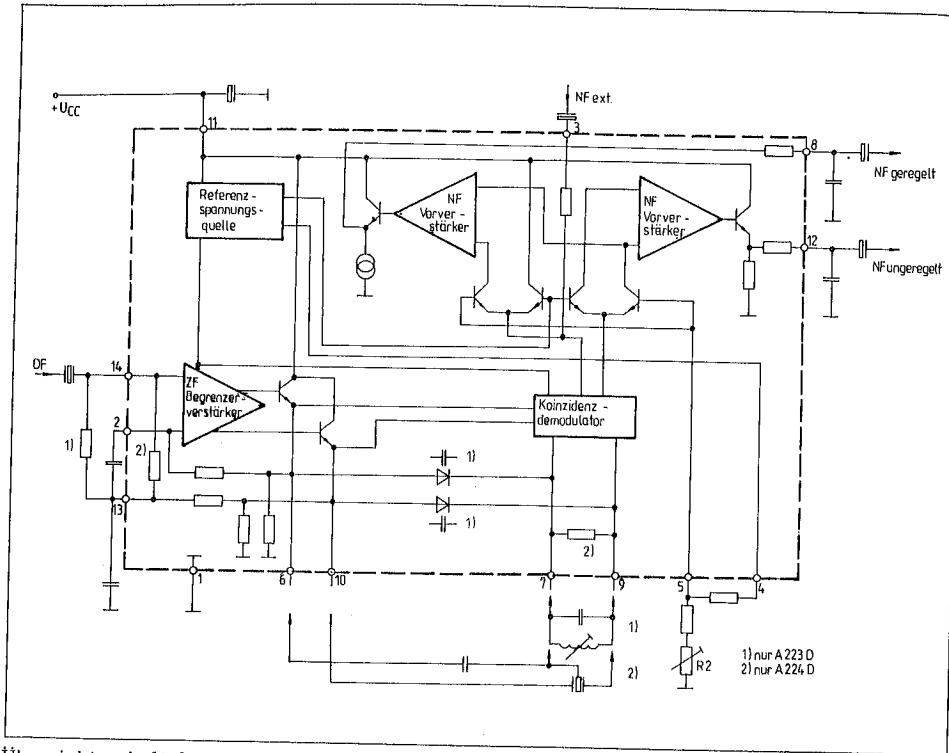 + U_CC
11
NF ext.
3
8
NF geregelt
Referenz-
spannungs-
quelle
NF
Vorver-
stärker
NF
Vorver-
stärker
12
NF ungeregelt
DF
14
ZF
Begrenzer-
verstärker
Koinzidenz-
demodulator
2
1)
2)
1)
13
1)
2)
1
6
10
7
9
5
4
1)
2)
R2
1) nur A 223 D
2) nur A 224 D